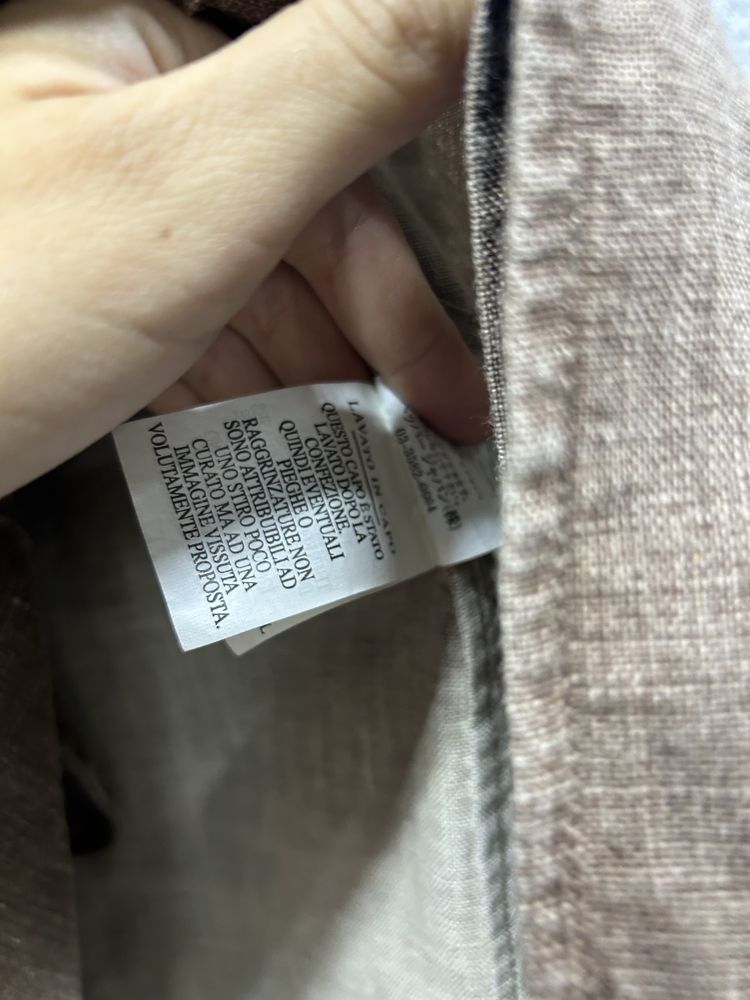 LAVATO IN CAPO
QUESTO CAPO È STATO
LAVATO DOPO LA
CONFEZIONE.
QUINDI EVENTUALI
PIEGHE O
RAGGRINZATURE NON
SONO ATTRIBUIBILI AD
UNO STIRO POCO
CURATO MA AD UNA
IMMAGINE VISSUTA
VOLUTAMENTE PROPOSTA.
L